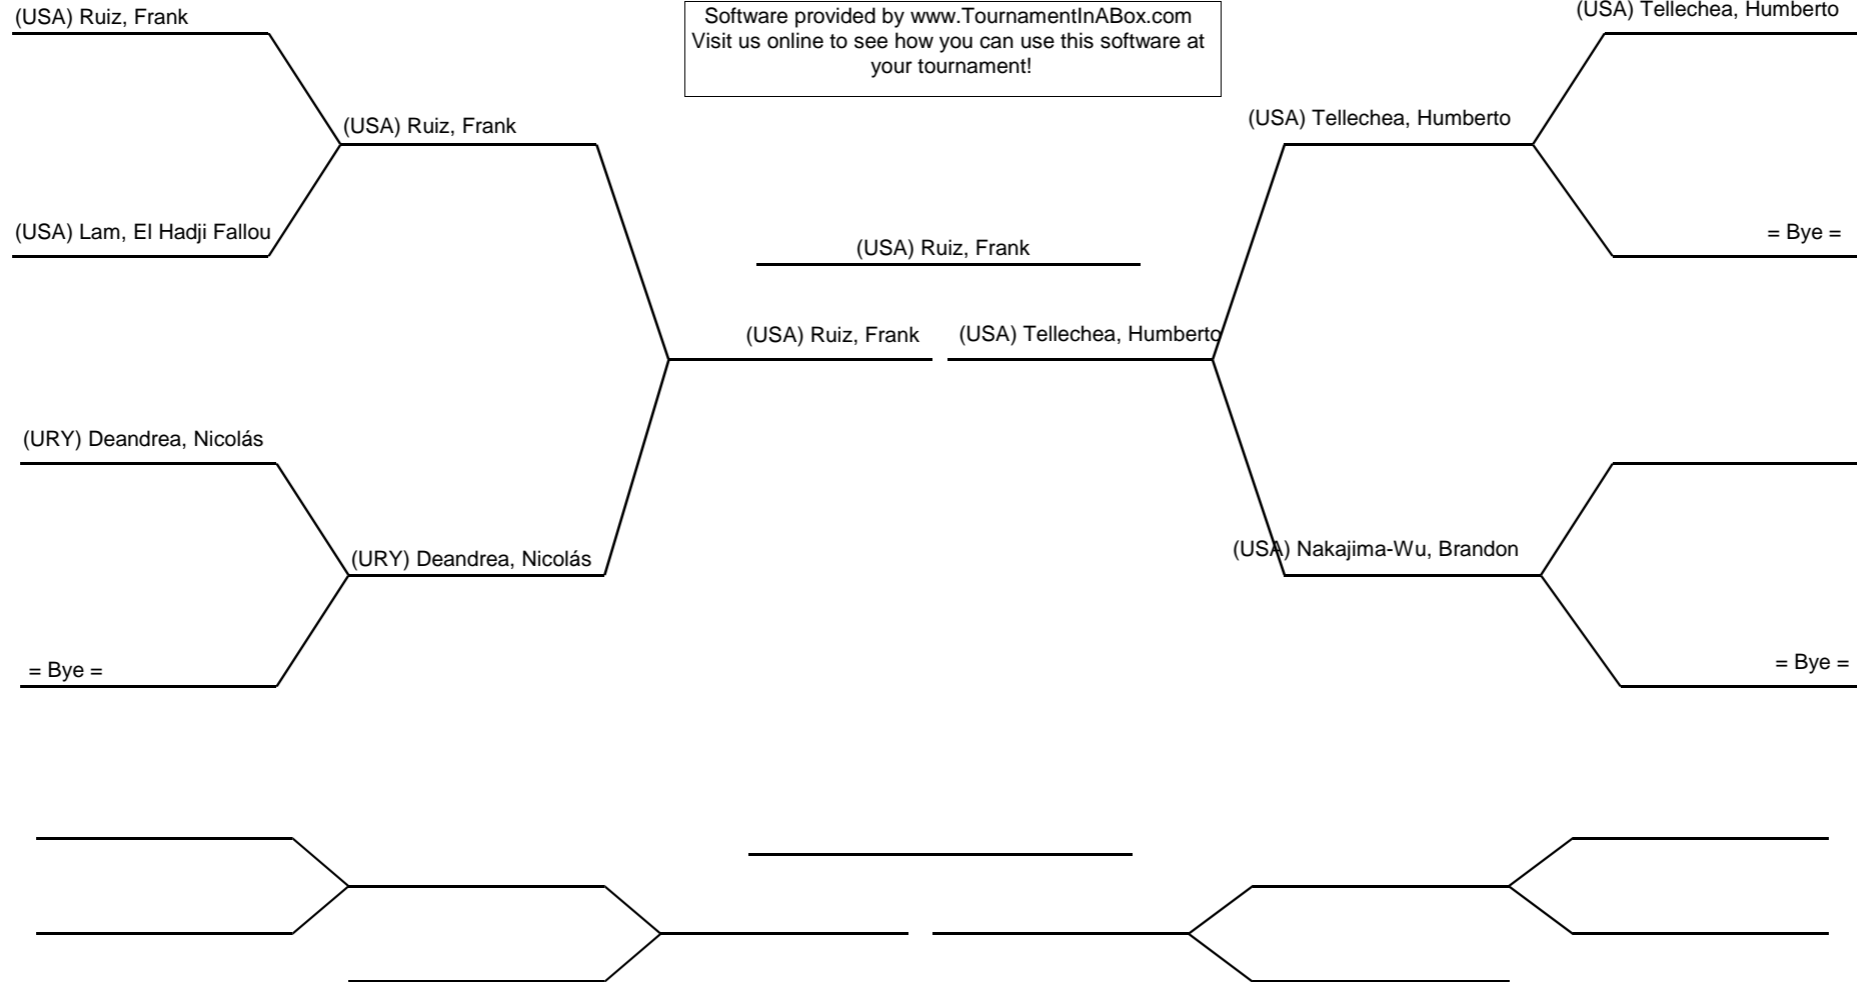 (USA) Ruiz, Frank
Software provided by www.TournamentInABox.com
Visit us online to see how you can use this software at
your tournament!
(USA) Tellechea, Humberto
(USA) Ruiz, Frank
(USA) Tellechea, Humberto
(USA) Lam, El Hadji Fallou
(USA) Ruiz, Frank
= Bye =
(USA) Ruiz, Frank
(USA) Tellechea, Humberto
(URY) Deandrea, Nicolás
(URY) Deandrea, Nicolás
(USA) Nakajima-Wu, Brandon
= Bye =
= Bye =